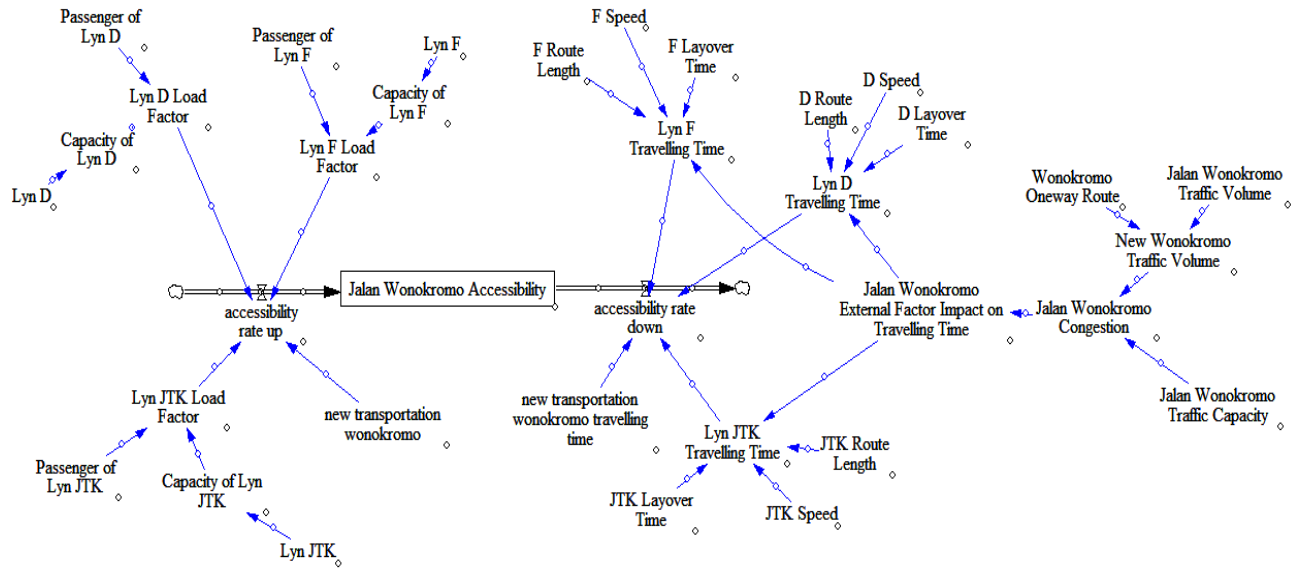 Passenger of
Lyn D
Passenger of
Lyn F
Lyn F
Lyn D Load
Factor
Capacity of
Lyn F
Capacity of
Lyn D
Lyn F Load
Factor
Lyn D
F Speed
F Route
Length
F Layover
Time
Lyn F
Travelling Time
D Speed
D Route
Length
D Layover
Time
Lyn D
Travelling Time
Wonokromo
Oneway Route
Jalan Wonokromo
Traffic Volume
New Wonokromo
Traffic Volume
Jalan Wonokromo Accessibility
accessibility
rate up
accessibility rate
down
Jalan Wonokromo
External Factor Impact on
Travelling Time
Jalan Wonokromo
Congestion
Jalan Wonokromo
Traffic Capacity
Lyn JTK Load
Factor
new transportation
wonokromo
new transportation
wonokromo travelling
time
Lyn JTK
Travelling Time
JTK Route
Length
Passenger of
Lyn JTK
Capacity of Lyn
JTK
JTK Layover
Time
JTK Speed
Lyn JTK